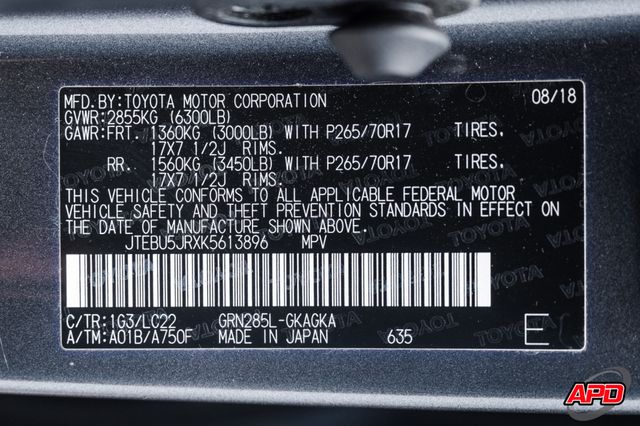 MFD.BY:TOYOTA MOTOR CORPORATION 08/18
GVWR:2855KG (6300LB)
GAWR:FRT. 1360KG (3000LB) WITH P265/70R17 TIRES.
17X7 1/2J RIMS.
RR. 1560KG (3450LB) WITH P265/70R17 TIRES.
17X7 1/2J RIMS.
THIS VEHICLE CONFORMS TO ALL APPLICABLE FEDERAL MOTOR
VEHICLE SAFETY AND THEFT PREVENTION STANDARDS IN EFFECT ON
THE DATE OF MANUFACTURE SHOWN ABOVE.
JTEBU5JRXK5613896 MPV
C/TR:1G3/LC22 GRN285L-GKAGKA
A/TM:A01B/A750F MADE IN JAPAN 635 E
APD